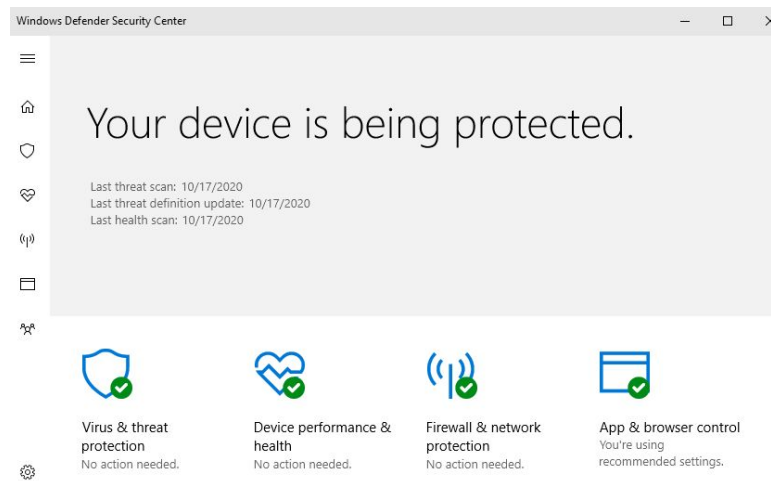 Windows Defender Security Center
Your device is being protected.
Last threat scan: 10/17/2020
Last threat definition update: 10/17/2020
Last health scan: 10/17/2020
Virus & threat
protection
No action needed.
Device performance &
health
No action needed.
Firewall & network
protection
No action needed.
App & browser control
You're using
recommended settings.